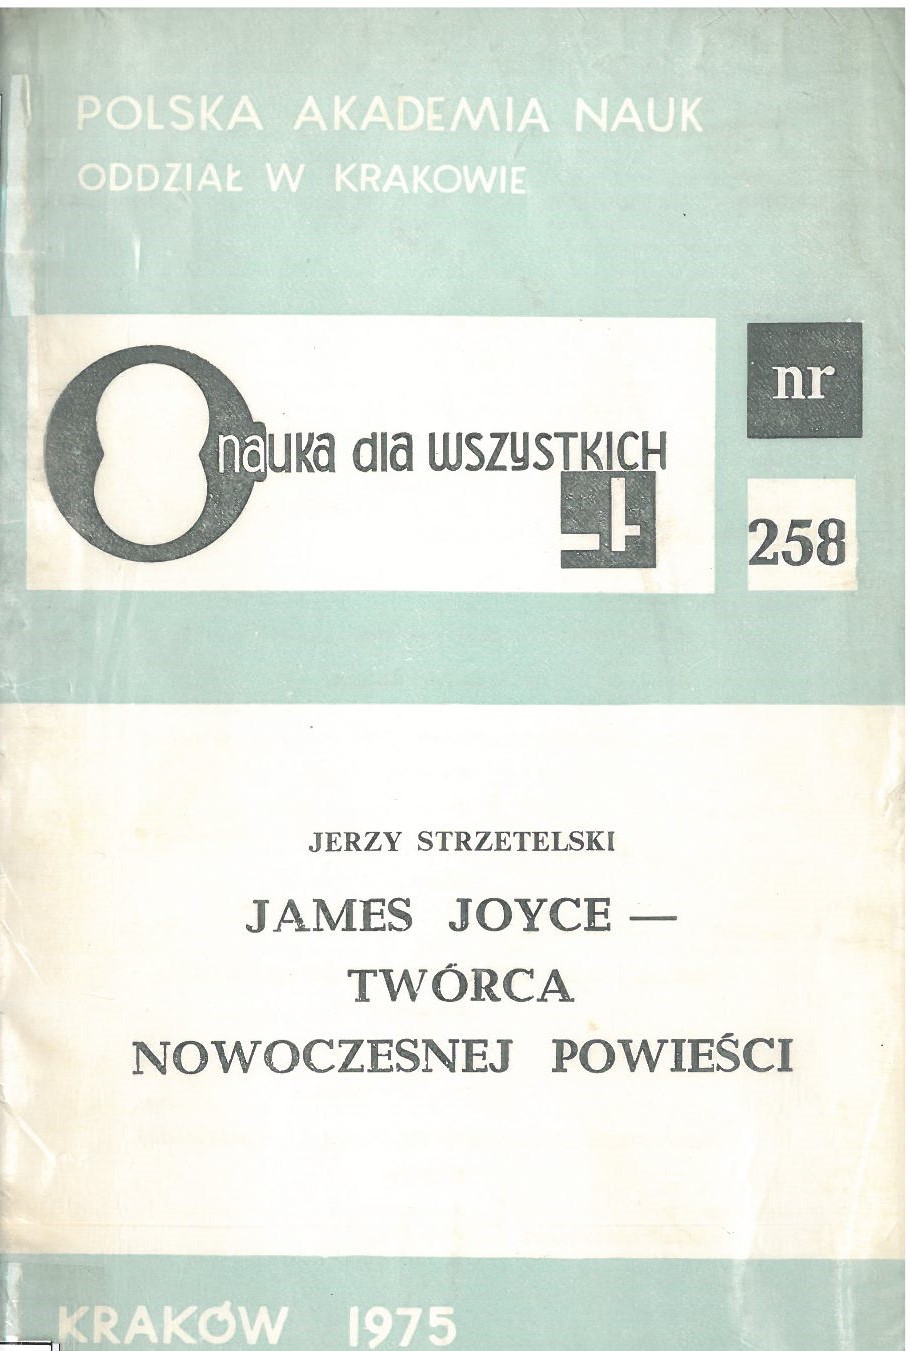 POLSKA AKADEMIA NAUK
ODDZIAŁ W KRAKOWIE
nauka dla wszystkich
nr
258
JERZY STRZETELSKI
JAMES JOYCE —
TWÓRCA
NOWOCZESNEJ POWIEŚCI
KRAKÓW 1975